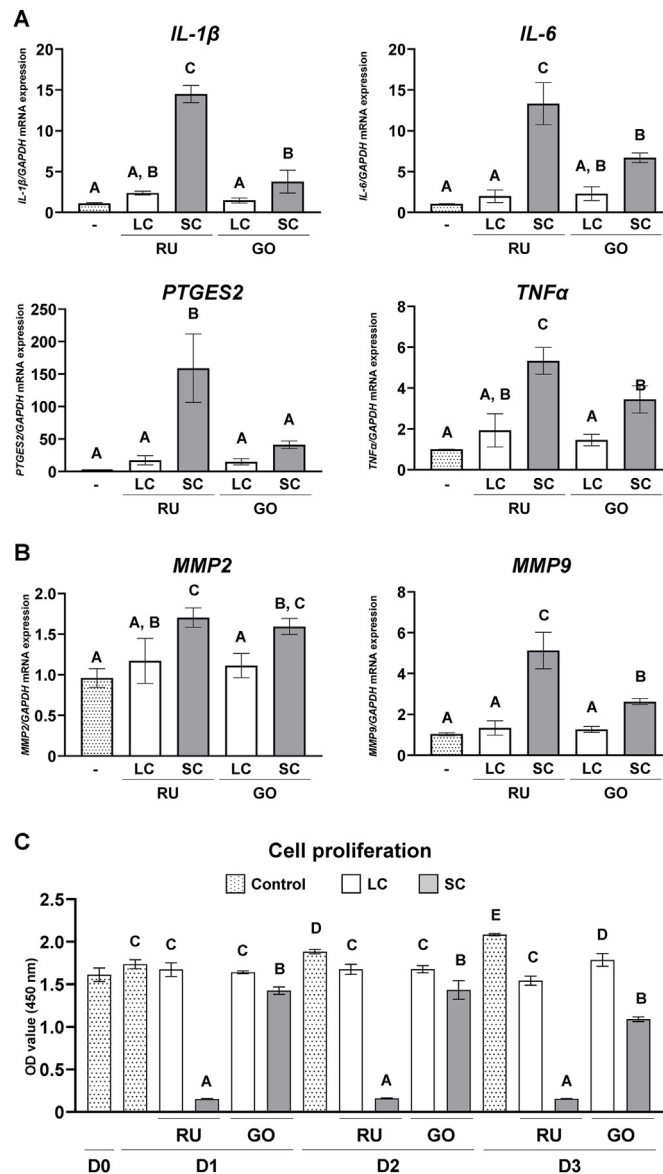 A
IL-1β
IL-1β/GAPDH mRNA expression
20
15
10
5
0
A
A, B
C
A
B
-
LC
SC
LC
SC
RU
GO
IL-6
IL-6/GAPDH mRNA expression
20
15
10
5
0
A
A
C
A, B
B
-
LC
SC
LC
SC
RU
GO
PTGES2
PTGES2/GAPDH mRNA expression
250
200
150
100
50
0
A
A
B
A
A
-
LC
SC
LC
SC
RU
GO
TNFα
TNFα/GAPDH mRNA expression
8
6
4
2
0
A
A, B
C
A
B
-
LC
SC
LC
SC
RU
GO
B
MMP2
MMP2/GAPDH mRNA expression
2.0
1.5
1.0
0.5
0.0
A
A, B
C
A
B, C
-
LC
SC
LC
SC
RU
GO
MMP9
MMP9/GAPDH mRNA expression
8
6
4
2
0
A
A
C
A
B
-
LC
SC
LC
SC
RU
GO
C
Cell proliferation
Control
LC
SC
OD value (450 nm)
2.5
2.0
1.5
1.0
0.5
0
C
C
A
C
B
D
C
A
C
B
E
C
A
D
B
RU
GO
RU
GO
RU
GO
D0
D1
D2
D3